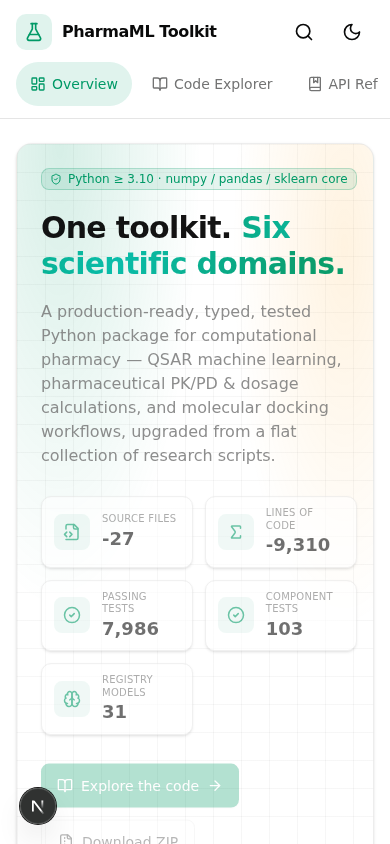 PharmaML Toolkit
Overview
Code Explorer
API Ref
Python ≥ 3.10 · numpy / pandas / sklearn core
One toolkit. Six
scientific domains.
A production-ready, typed, tested
Python package for computational
pharmacy — QSAR machine learning,
pharmaceutical PK/PD & dosage
calculations, and molecular docking
workflows, upgraded from a flat
collection of research scripts.
SOURCE FILES
-27
LINES OF
CODE
-9,310
PASSING
TESTS
7,986
COMPONENT
TESTS
103
REGISTRY
MODELS
31
Explore the code
N
Download ZIP